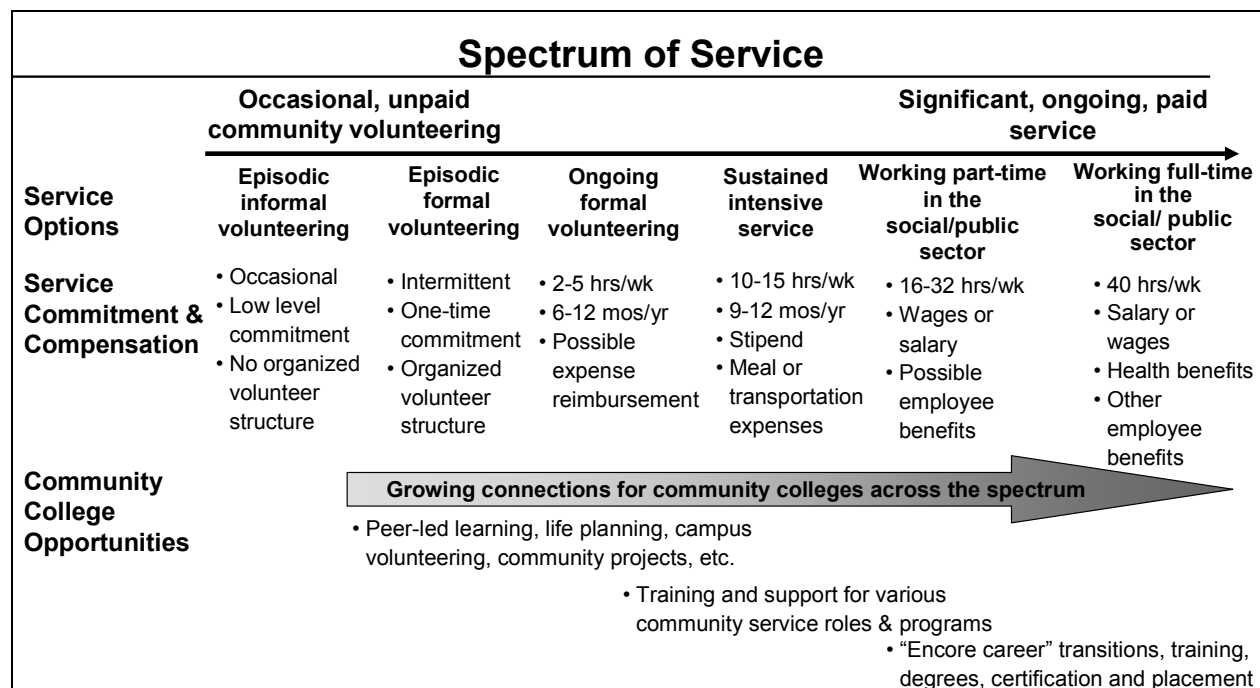 Spectrum of Service
Occasional, unpaid
community volunteering
Significant, ongoing, paid
service
Service
Options
Episodic
informal
volunteering
Episodic
formal
volunteering
Ongoing
formal
volunteering
Sustained
intensive
service
Working part-time
in the
social/public
sector
Working full-time
in the
social/ public
sector
Service
Commitment &
Compensation
• Occasional
• Low level
commitment
• No organized
volunteer
structure
• Intermittent
• One-time
commitment
• Organized
volunteer
structure
• 2-5 hrs/wk
• 6-12 mos/yr
• Possible
expense
reimbursement
• 10-15 hrs/wk
• 9-12 mos/yr
• Stipend
• Meal or
transportation
expenses
• 16-32 hrs/wk
• Wages or
salary
• Possible
employee
benefits
• 40 hrs/wk
• Salary or
wages
• Health benefits
• Other
employee
benefits
Community
College
Opportunities
Growing connections for community colleges across the spectrum
• Peer-led learning, life planning, campus
volunteering, community projects, etc.
• Training and support for various
community service roles & programs
• “Encore career” transitions, training,
degrees, certification and placement